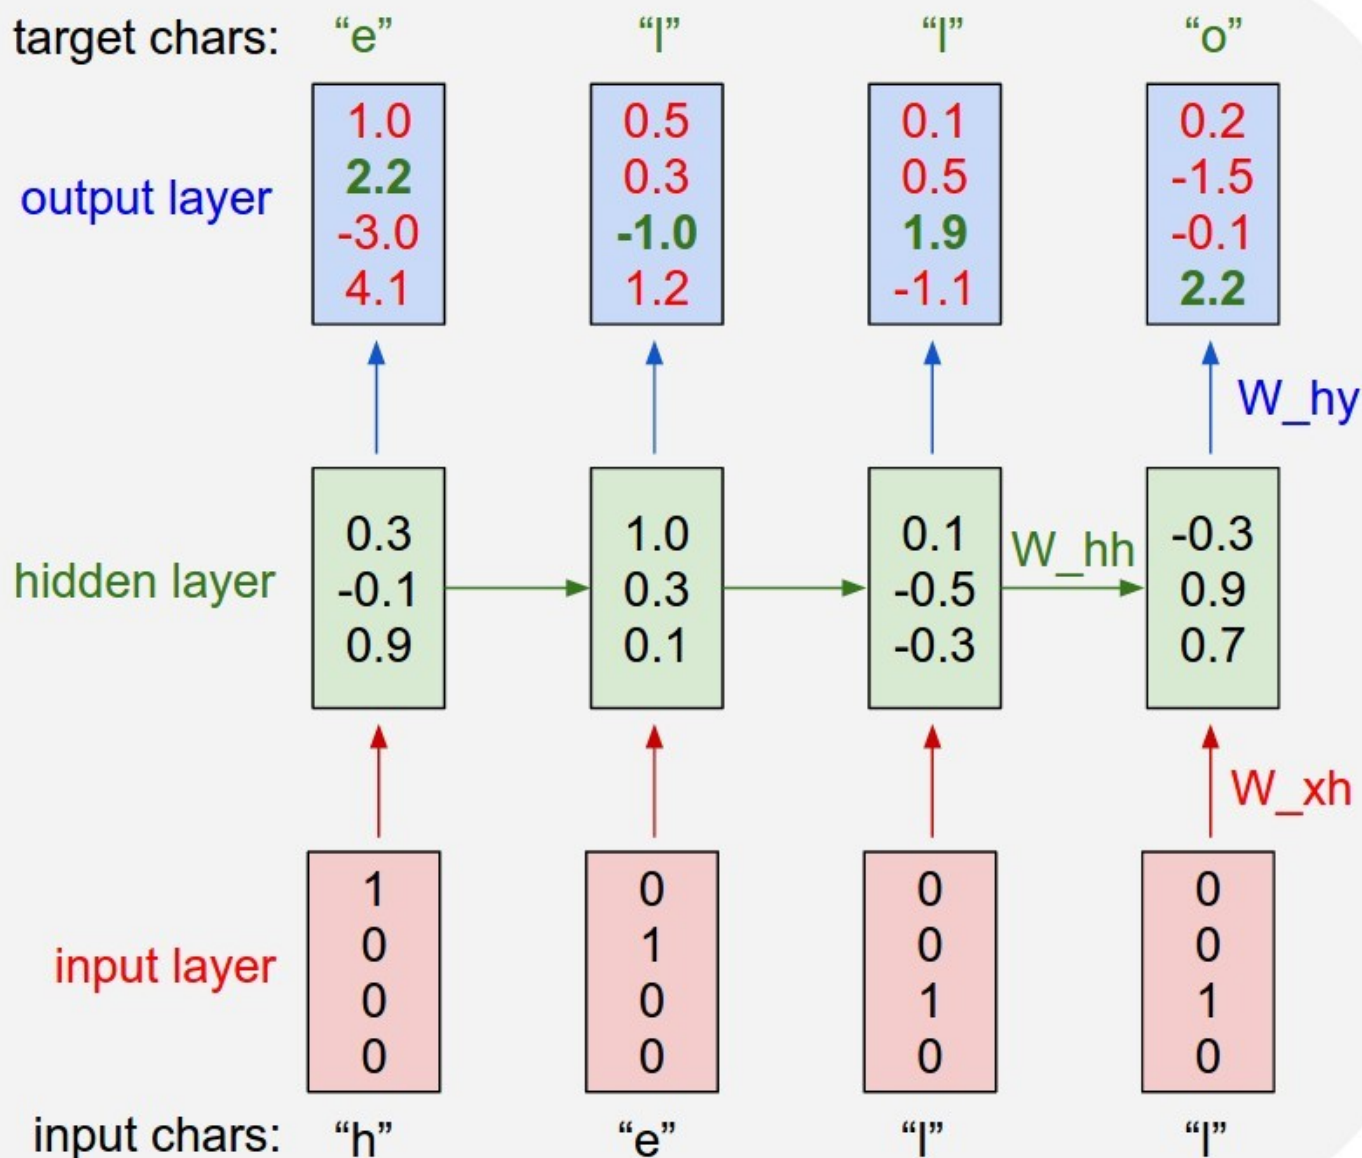 target chars: “e” “l” “l” “o”
1.0 0.5 0.1 0.2
2.2 0.3 0.5 -1.5
output layer
-3.0 -1.0 1.9 -0.1
4.1 1.2 -1.1 2.2
W_hy
0.3 1.0 0.1 -0.3
W_hh
hidden layer
-0.1 0.3 -0.5 0.9
0.9 0.1 -0.3 0.7
W_xh
1 0 0 0
0 1 0 0
input layer
0 0 1 1
0 0 0 0
input chars: “h” “e” “l” “l”